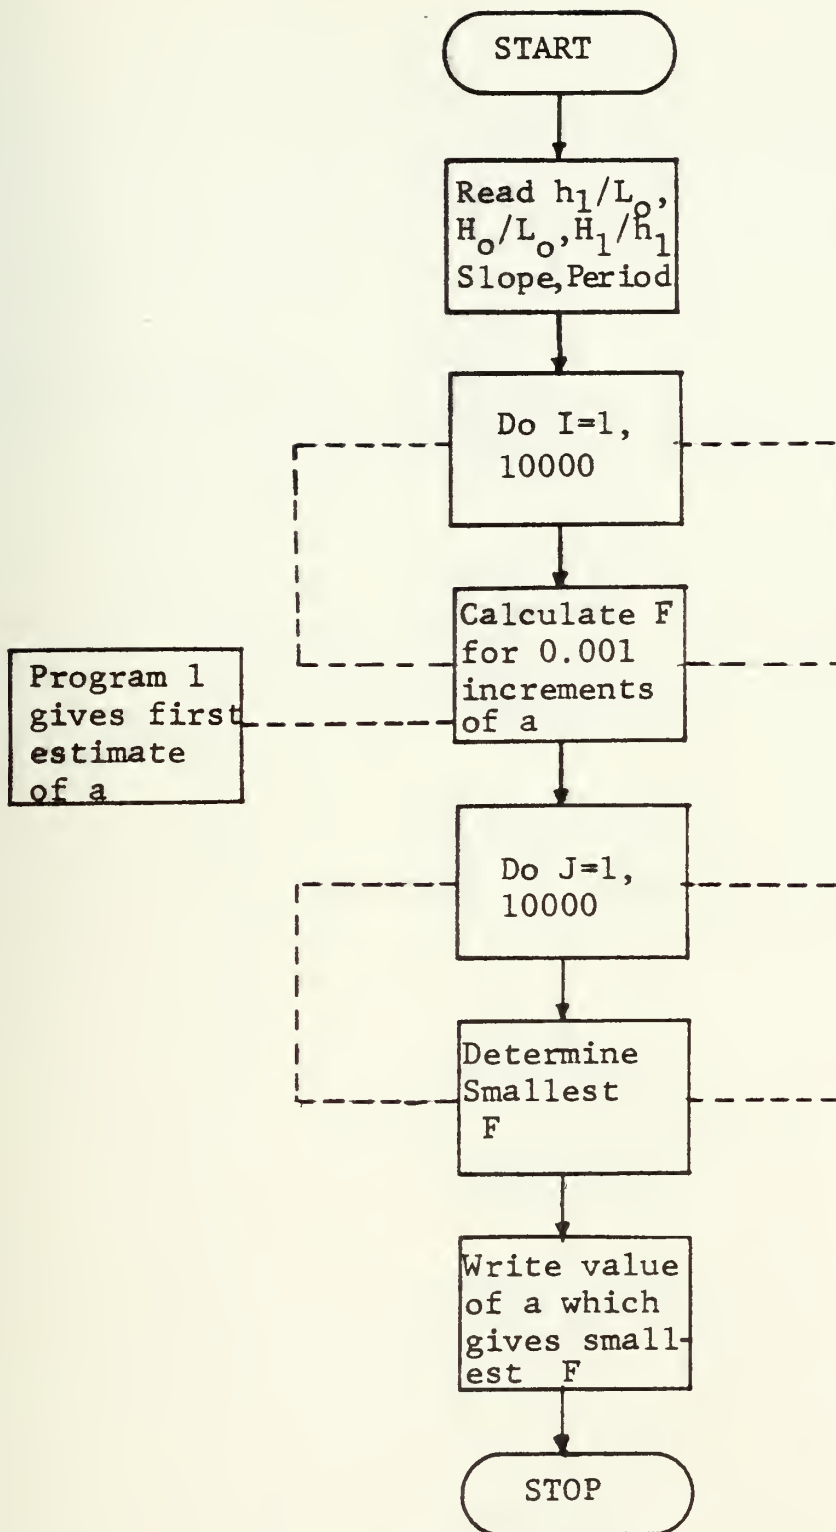 START
Read h₁/Lₒ,
Hₒ/Lₒ,H₁/h₁
Slope,Period
Do I=1,
10000
Calculate F
for 0.001
increments
of a
Program 1
gives first
estimate
of a
Do J=1,
10000
Determine
Smallest
F
Write value
of a which
gives small-
est F
STOP